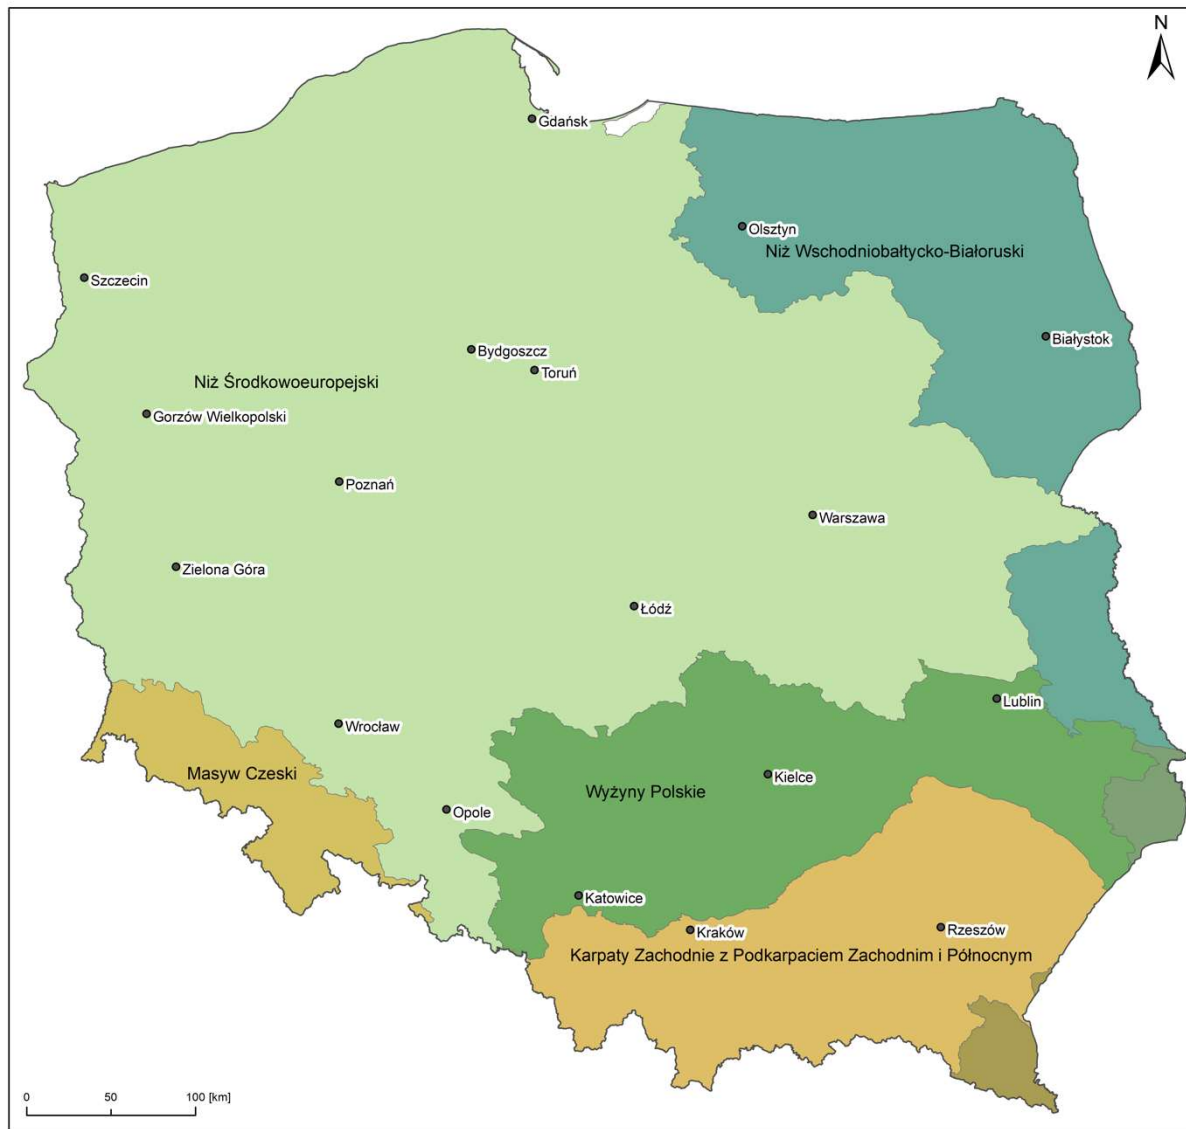 N
Gdańsk
Olsztyn
Niż Wschodniobałtycko-Białoruski
Szczecin
Białystok
Bydgoszcz
Toruń
Niż Środkowoeuropejski
Gorzów Wielkopolski
Poznań
Warszawa
Zielona Góra
Łódź
Lublin
Wrocław
Masyw Czeski
Kielce
Wyżyny Polskie
Opole
Katowice
Kraków
Rzeszów
Karpaty Zachodnie z Podkarpaciem Zachodnim i Północnym
0 50 100 [km]